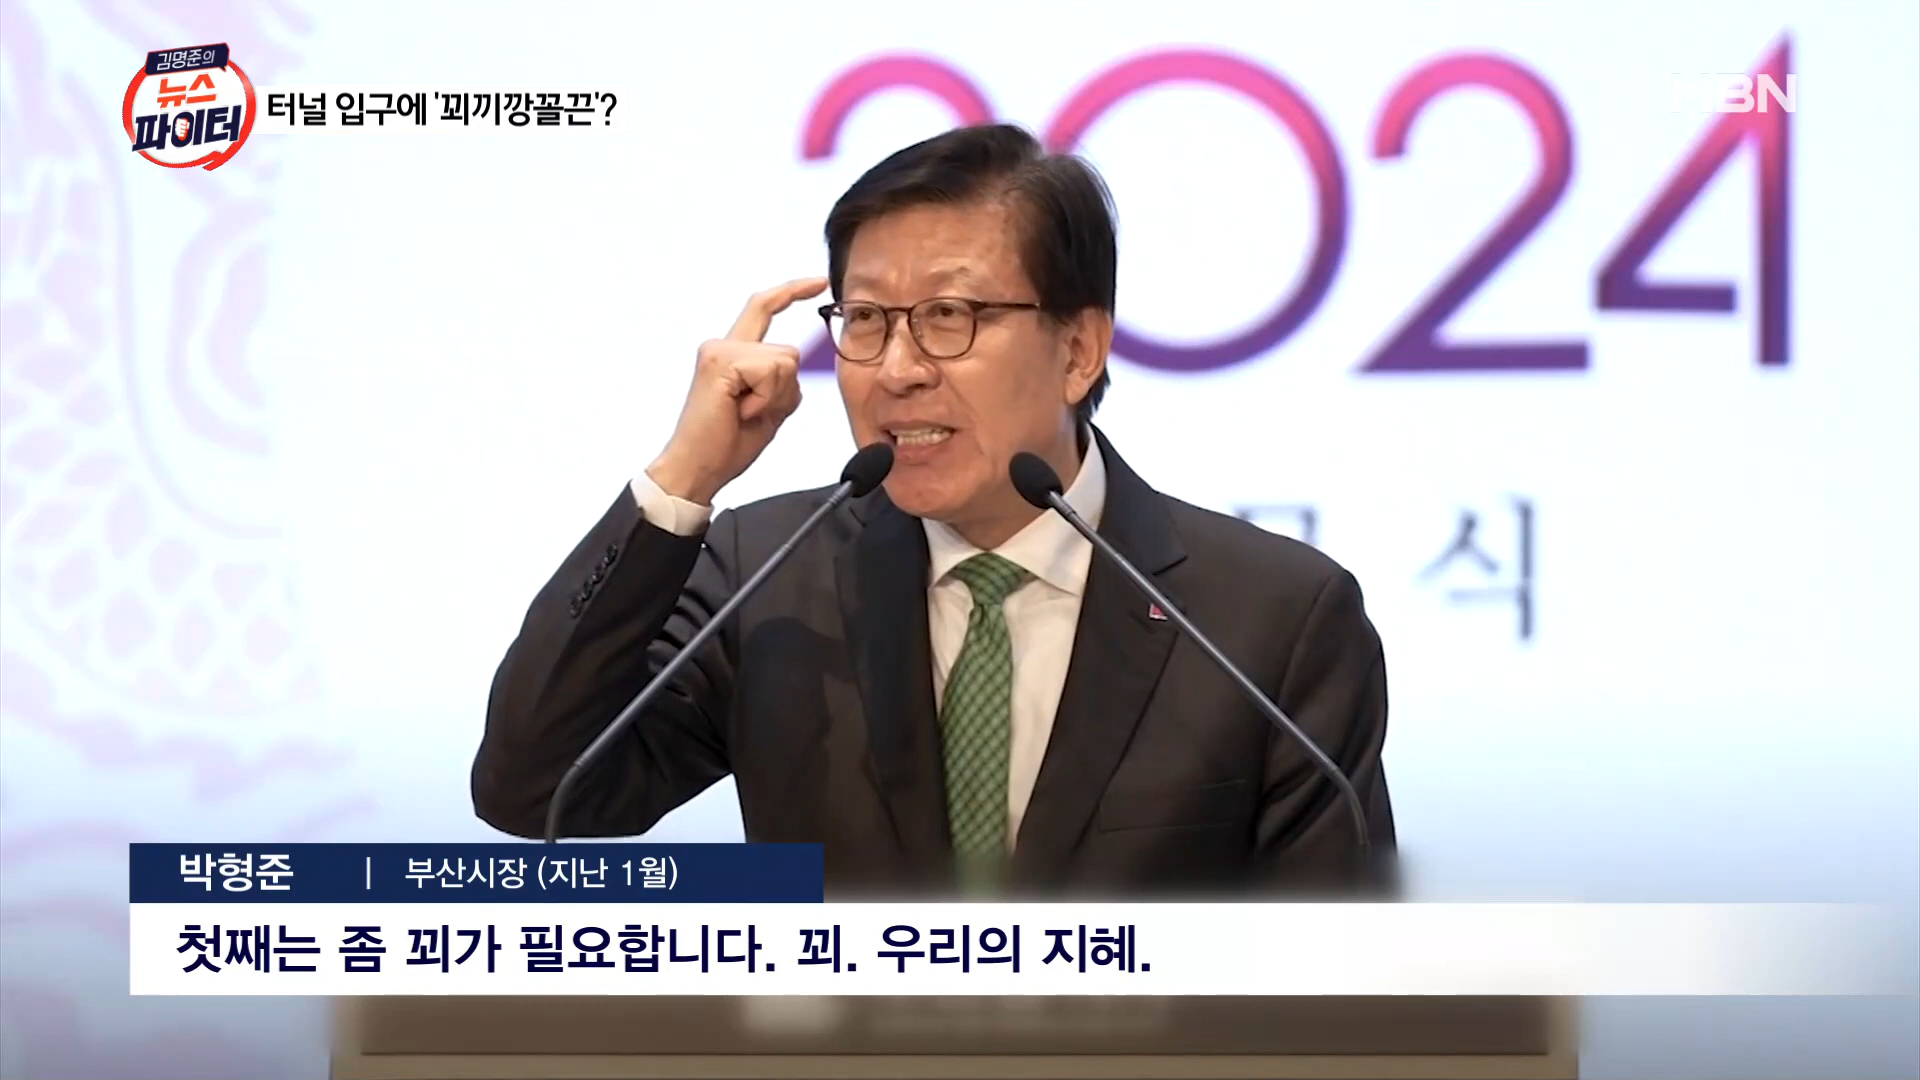 김명준의
뉴스
파이터
터널 입구에 '꾀끼깡꼴끈'?
MBN
2024
식
박형준 | 부산시장 (지난 1월)
첫째는 좀 꾀가 필요합니다. 꾀. 우리의 지혜.